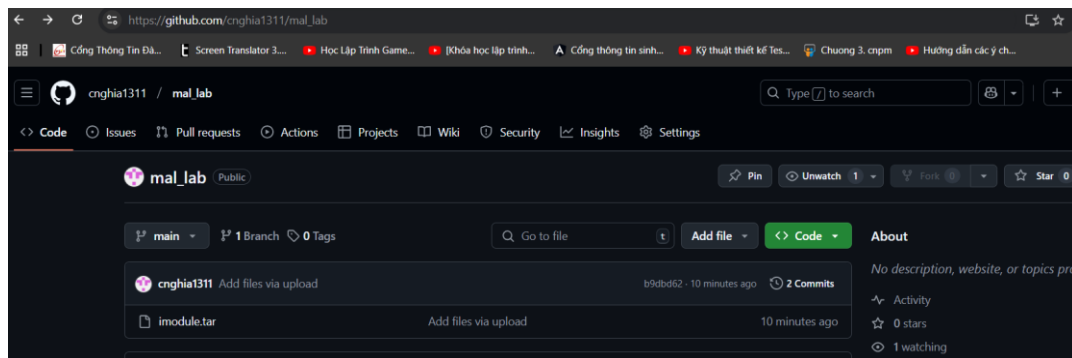 https://github.com/cnghia1311/mal_lab
Cổng Thông Tin Đà... Screen Translator 3.... Học Lập Trình Game... [Khóa học lập trình... Cổng thông tin sinh... Kỹ thuật thiết kế Tes... Chuong 3. cnpm Hướng dẫn các ý ch...
cnghia1311 / mal_lab Type / to search
Code Issues Pull requests Actions Projects Wiki Security Insights Settings
mal_lab Public Pin Unwatch 1 Fork 0 Star 0
main 1 Branch 0 Tags Go to file t Add file Code About
No description, website, or topics pro
cnghia1311 Add files via upload b9dbd62 · 10 minutes ago 2 Commits
Activity
imodule.tar Add files via upload 10 minutes ago
0 stars
1 watching